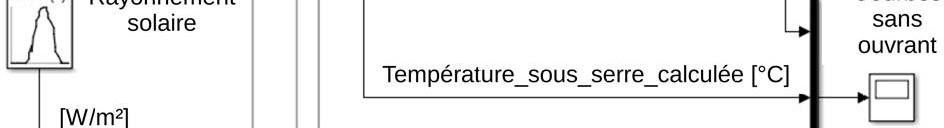 Rayonnement
solaire
sans
ouvrant
Température_sous_serre_calculée [°C]
[W/m²]